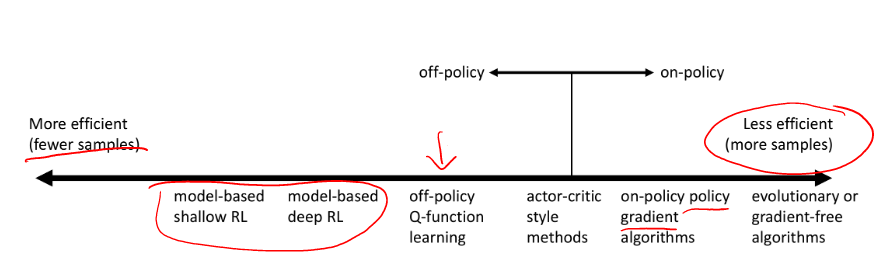 off-policy
on-policy
More efficient
(fewer samples)
Less efficient
(more samples)
model-based
shallow RL
model-based
deep RL
off-policy
Q-function
learning
actor-critic
style
methods
on-policy policy
gradient
algorithms
evolutionary or
gradient-free
algorithms